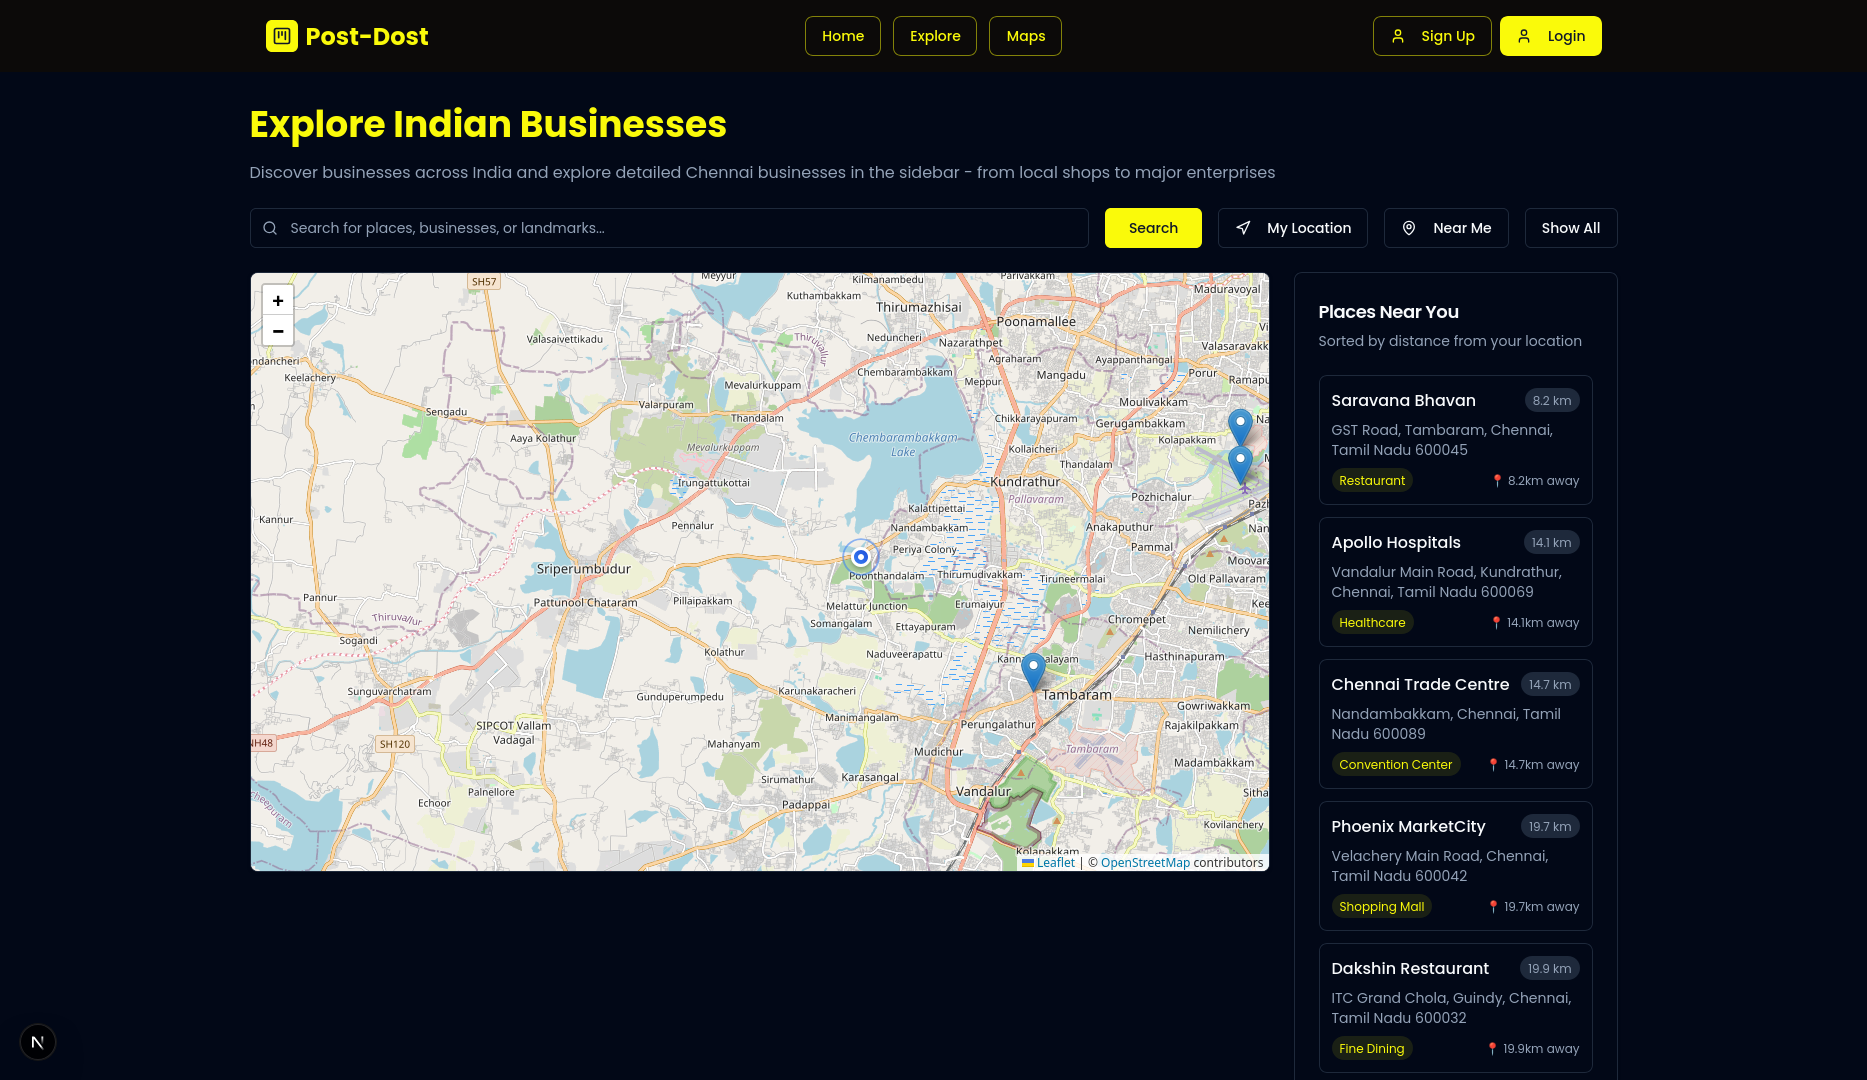 Post-Dost
Home
Explore
Maps
Sign Up
Login
Explore Indian Businesses
Discover businesses across India and explore detailed Chennai businesses in the sidebar - from local shops to major enterprises
Search for places, businesses, or landmarks...
Search
My Location
Near Me
Show All
+
−
SH57
Meyyur
Kilmanambedu
Parivakkam
Kuthambakkam
Thirumazhisai
Maduravoyal
Poonamallee
Valasaivettikadu
Thiruvallur
Neduncheri
Nazarathpet
Valasaravakk
Agraharam
Ayappanthangal
ndancheri
Keelachery
Chembarambakkam
Meppur
Mangadu
Porur
Ramapu
Mevalurkuppam
Sengadu
Valarpuram
Thandalam
Moulivakkam
Chikkarayapuram
Gerugambakkam
Aaya Kolathur
Mevalurkuppam
Chembarambakkam
Lake
Kolapakkam
Kollacheri
Thandalam
Irungattukottai
Kundrathur
Pallavaram
Pozhichalur
Kalattipettai
Pazh
Kannur
Pennalur
Nandambakkam
Anakaputhur
Nan
Periya Colony
Pammal
Moovara
Sriperumbudur
Poonthandalam
Thirumudivakkam
Tiruneermalai
Old Pallavaram
Pannur
Pattunool Chataram
Pillaipakkam
Melattur Junction
Erumaiyur
Kee
Thiruva/
Somangalam
Ettayapuram
Chromepet
Nemilichery
Sogandi
Kolathur
Naduveerapattu
Hasthinapuram
Sunguvarchatram
Gunduperumpedu
Karunakaracheri
Tambaram
Gowriwakkam
SIPCOT Vallam
Vadagal
Manimangalam
Perungalathur
Rajakilpakkam
NH48
SH120
Mahanyam
Mudichur
Tambaram
Madambakkam
Sirumathur
Karasangal
Palnellore
Vandalur
Sitha
Echoor
Padappai
Kovilanchery
Kolapakkam
Leaflet | © OpenStreetMap contributors
Places Near You
Sorted by distance from your location
Saravana Bhavan
8.2 km
GST Road, Tambaram, Chennai,
Tamil Nadu 600045
Restaurant
8.2km away
Apollo Hospitals
14.1 km
Vandalur Main Road, Kundrathur,
Chennai, Tamil Nadu 600069
Healthcare
14.1km away
Chennai Trade Centre
14.7 km
Nandambakkam, Chennai, Tamil
Nadu 600089
Convention Center
14.7km away
Phoenix MarketCity
19.7 km
Velachery Main Road, Chennai,
Tamil Nadu 600042
Shopping Mall
19.7km away
Dakshin Restaurant
19.9 km
ITC Grand Chola, Guindy, Chennai,
Tamil Nadu 600032
Fine Dining
19.9km away
N